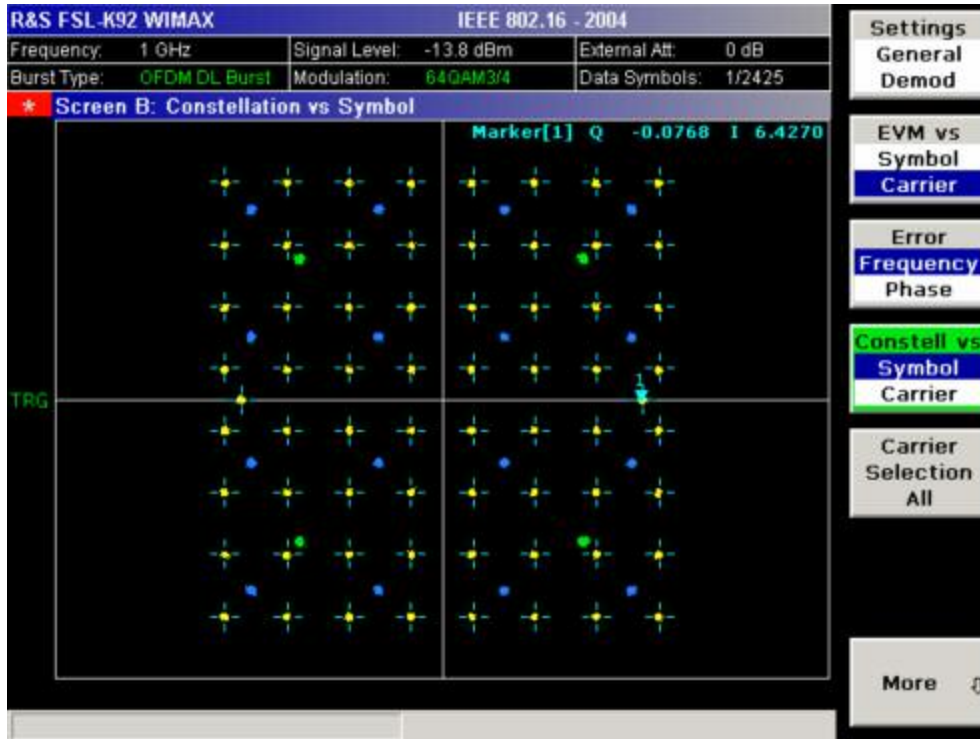 R&S FSL-K92 WIMAX IEEE 802.16 - 2004
Frequency: 1 GHz Signal Level: -13.8 dBm External Att: 0 dB
Burst Type: OFDM DL Burst Modulation: 64QAM3/4 Data Symbols: 1/2425
* Screen B: Constellation vs Symbol
Marker[1] Q -0.0768 I 6.4270
1
TRG
Settings
General
Demod
EVM vs
Symbol
Carrier
Error
Frequency
Phase
Constell vs
Symbol
Carrier
Carrier
Selection
All
More